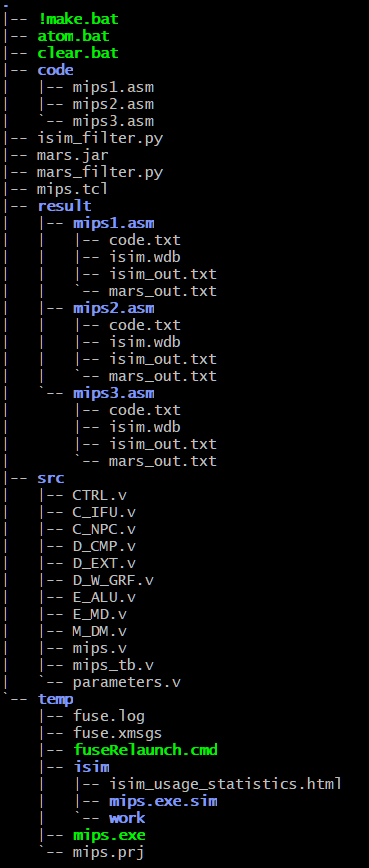 .
|-- !make.bat
|-- atom.bat
|-- clear.bat
|-- code
|   |-- mips1.asm
|   |-- mips2.asm
|   `-- mips3.asm
|-- isim_filter.py
|-- mars.jar
|-- mars_filter.py
|-- mips.tcl
|-- result
|   |-- mips1.asm
|   |   |-- code.txt
|   |   |-- isim.wdb
|   |   |-- isim_out.txt
|   |   `-- mars_out.txt
|   |-- mips2.asm
|   |   |-- code.txt
|   |   |-- isim.wdb
|   |   |-- isim_out.txt
|   |   `-- mars_out.txt
|   `-- mips3.asm
|       |-- code.txt
|       |-- isim.wdb
|       |-- isim_out.txt
|       `-- mars_out.txt
|-- src
|   |-- CTRL.v
|   |-- C_IFU.v
|   |-- C_NPC.v
|   |-- D_CMP.v
|   |-- D_EXT.v
|   |-- D_W_GRF.v
|   |-- E_ALU.v
|   |-- E_MD.v
|   |-- M_DM.v
|   |-- mips.v
|   |-- mips_tb.v
|   `-- parameters.v
`-- temp
    |-- fuse.log
    |-- fuse.xmsgs
    |-- fuseRelaunch.cmd
    |-- isim
    |   |-- isim_usage_statistics.html
    |   |-- mips.exe.sim
    |   `-- work
    |-- mips.exe
    `-- mips.prj